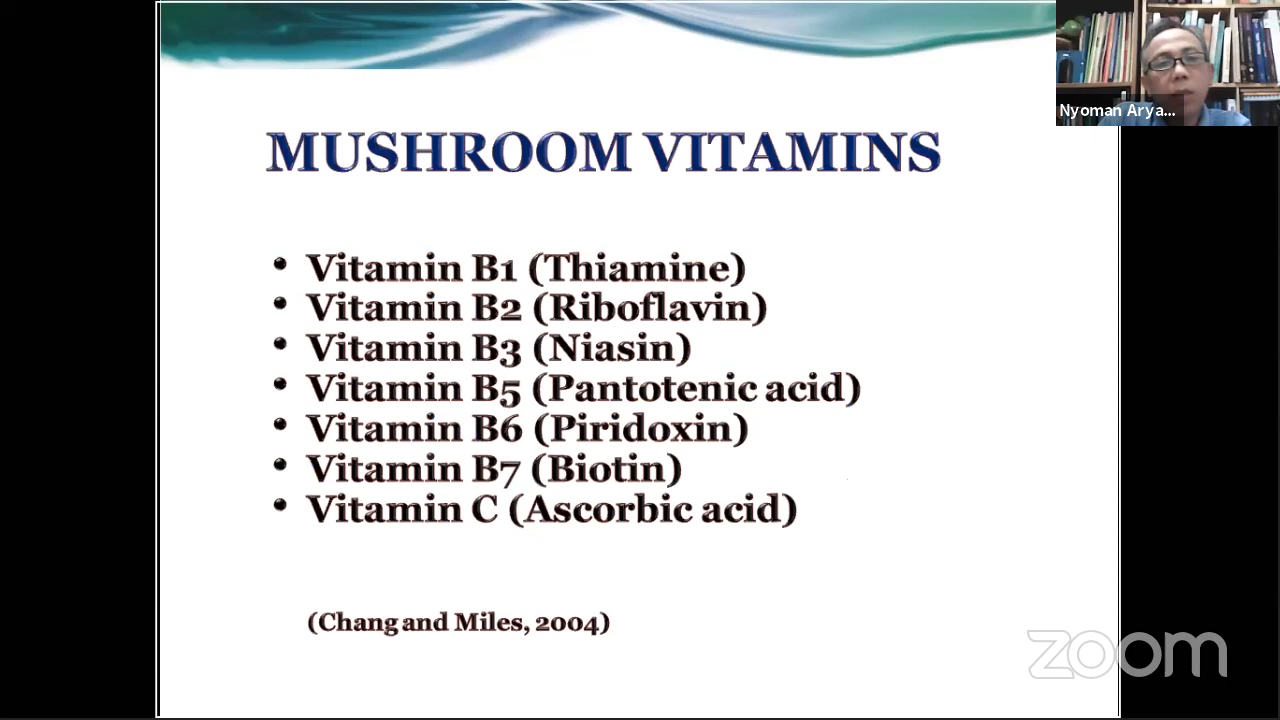 Nyoman Arya...
MUSHROOM VITAMINS
• Vitamin B1 (Thiamine)
• Vitamin B2 (Riboflavin)
• Vitamin B3 (Niasin)
• Vitamin B5 (Pantotenic acid)
• Vitamin B6 (Piridoxin)
• Vitamin B7 (Biotin)
• Vitamin C (Ascorbic acid)
(Chang and Miles, 2004)
zoom